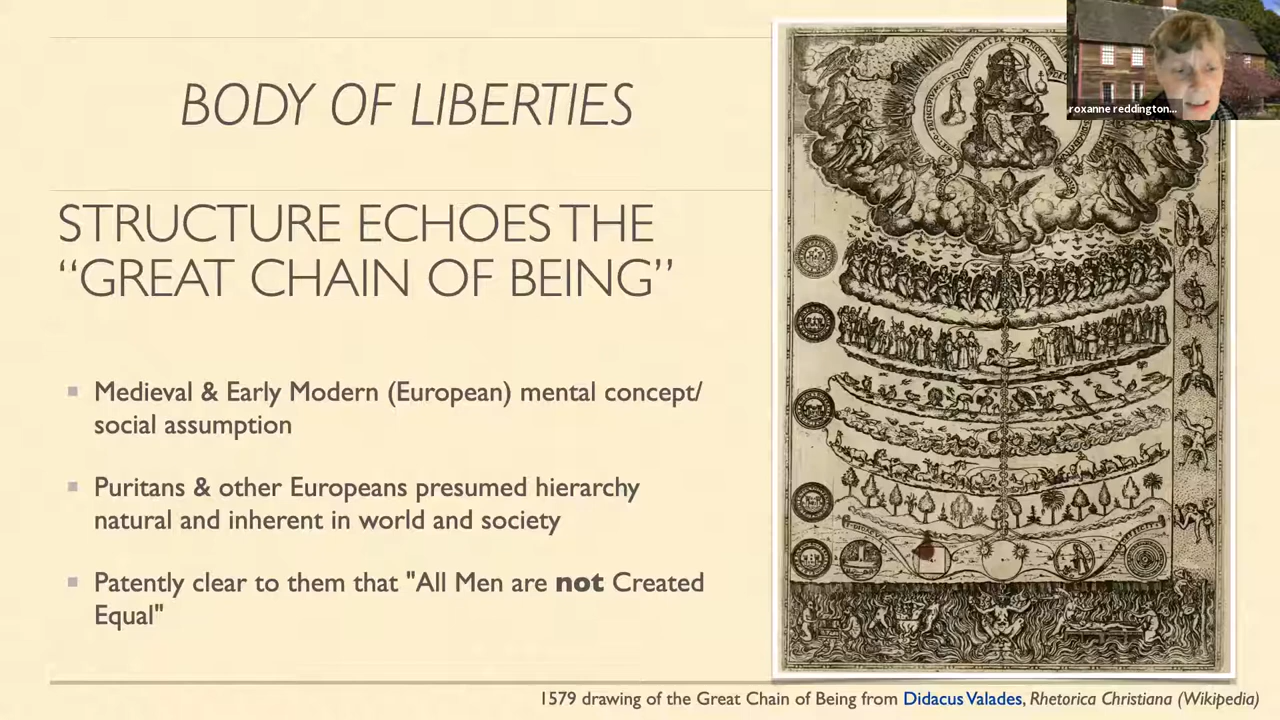 BODY OF LIBERTIES
STRUCTURE ECHOES THE
“GREAT CHAIN OF BEING”
Medieval & Early Modern (European) mental concept/
social assumption
Puritans & other Europeans presumed hierarchy
natural and inherent in world and society
Patently clear to them that "All Men are not Created
Equal"
1579 drawing of the Great Chain of Being from Didacus Valades, Rhetorica Christiana (Wikipedia)
roxanne reddington...